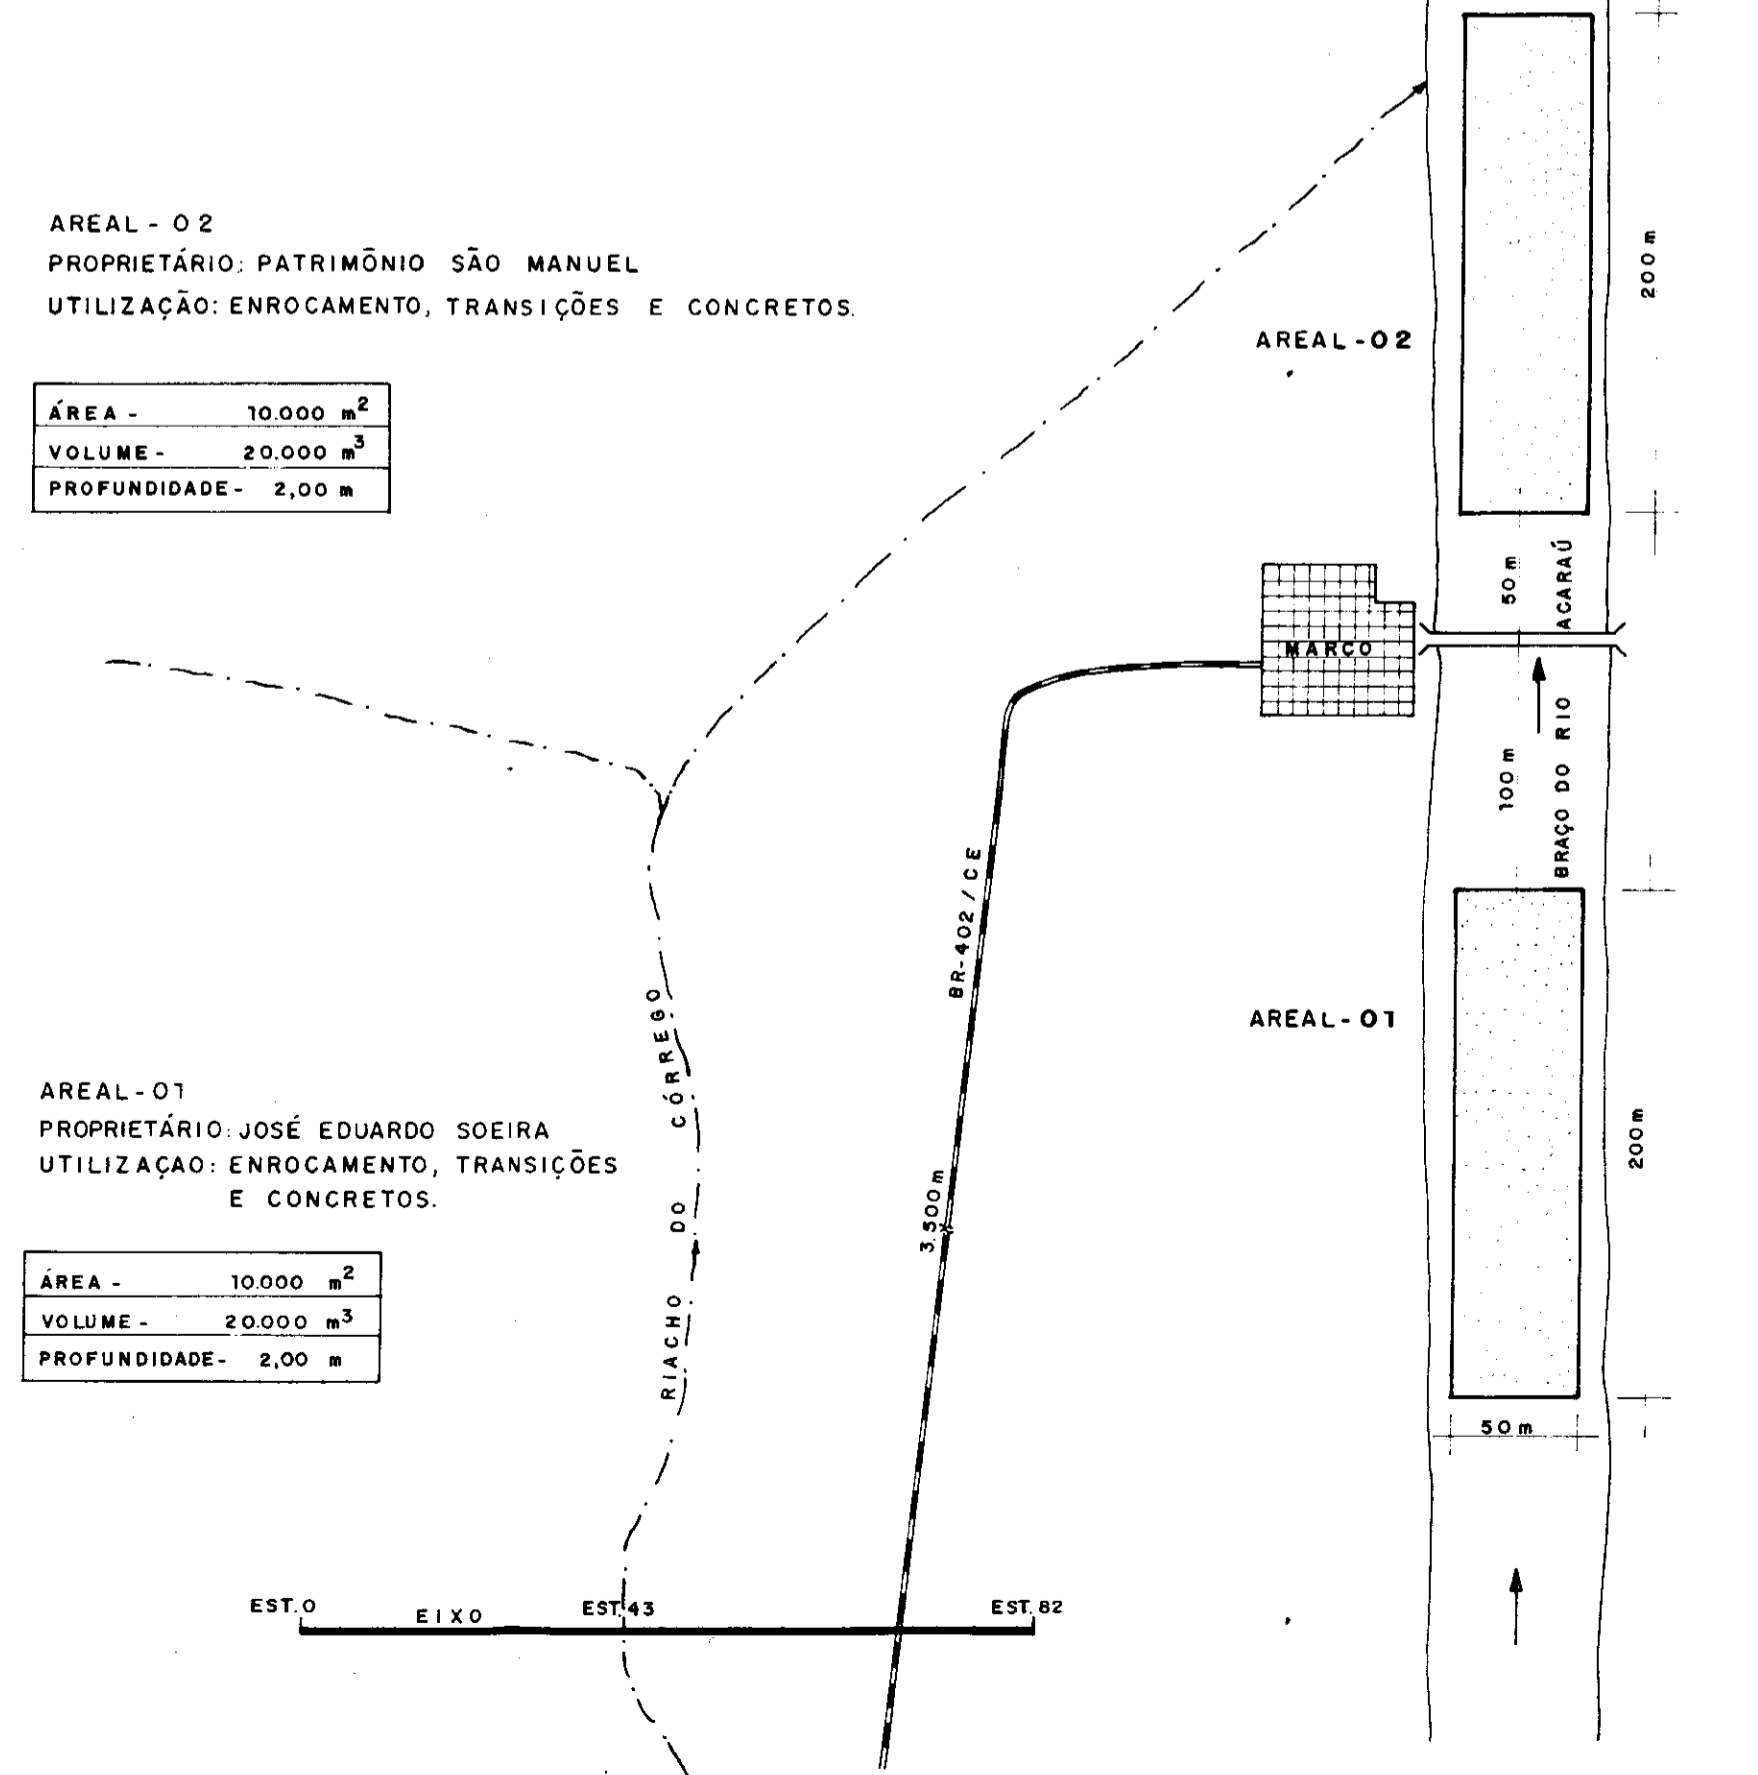 AREAL - 02
PROPRIETÁRIO: PATRIMÕNIO SÃO MANUEL
UTILIZAÇÃO: ENROCAMENTO, TRANSIÇÕES E CONCRETOS.
ÁREA - 10.000 m²
VOLUME - 20.000 m³
PROFUNDIDADE - 2,00 m
AREAL - 02
200 m
50 m
MARCO
BRAÇO DO RIO ACARAÚ
100 m
BR-402 / CE
AREAL - 01
200 m
3.500 m
RIACHO DO CÓRREGO
AREAL - 01
PROPRIETÁRIO: JOSÉ EDUARDO SOEIRA
UTILIZAÇAO: ENROCAMENTO, TRANSIÇÕES
E CONCRETOS.
ÁREA - 10.000 m²
VOLUME - 20.000 m³
PROFUNDIDADE - 2,00 m
50 m
EST. 0
EIXO
EST. 43
EST. 82